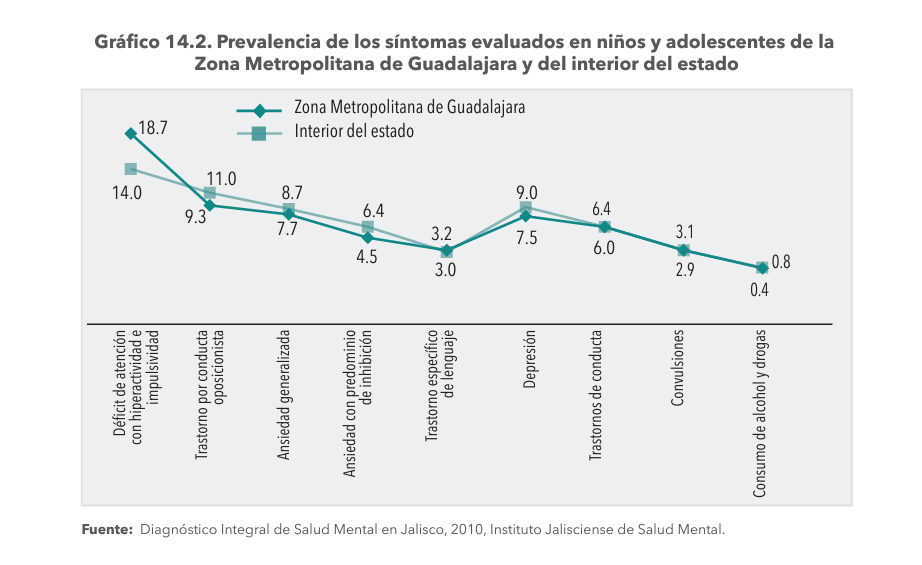 Gráfico 14.2. Prevalencia de los síntomas evaluados en niños y adolescentes de la
Zona Metropolitana de Guadalajara y del interior del estado
Zona Metropolitana de Guadalajara
Interior del estado
18.7
14.0
11.0
9.3
8.7
7.7
6.4
4.5
3.2
3.0
9.0
7.5
6.4
6.0
3.1
2.9
0.8
0.4
Déficit de atención
con hiperactividad e
impulsividad
Trastorno por conducta
oposicionista
Ansiedad generalizada
Ansiedad con predominio
de inhibición
Trastorno específico
de lenguaje
Depresión
Trastornos de conducta
Convulsiones
Consumo de alcohol y drogas
Fuente: Diagnóstico Integral de Salud Mental en Jalisco, 2010, Instituto Jalisciense de Salud Mental.